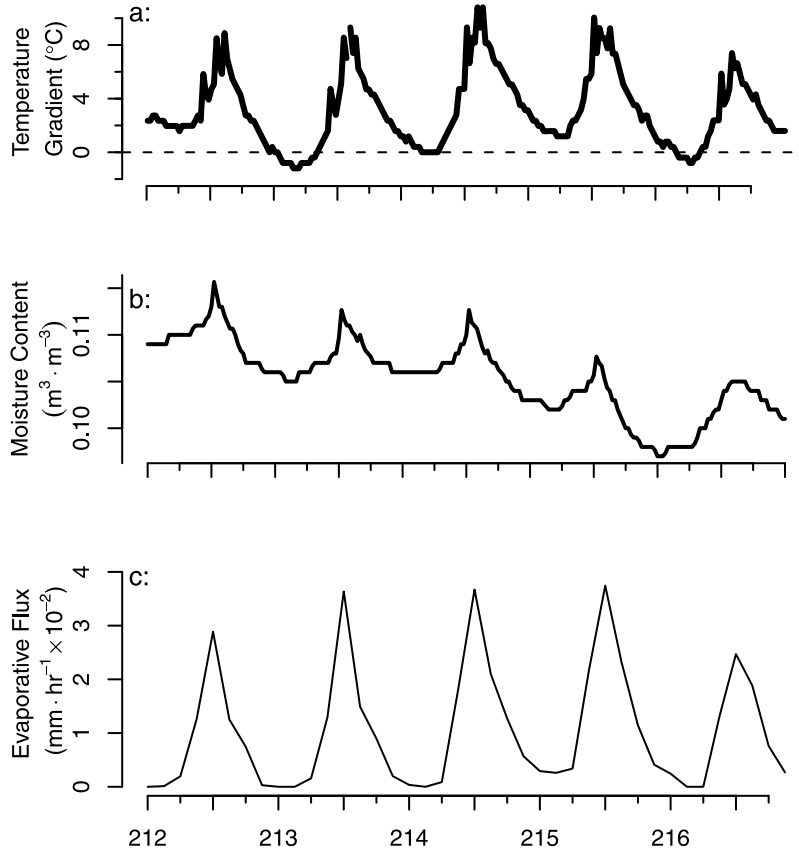 a:
Temperature
Gradient (°C)
8
4
0
b:
Moisture Content
(m³ · m⁻³)
0.11
0.10
c:
Evaporative Flux
(mm · hr⁻¹ × 10⁻²)
4
3
2
1
0
212 213 214 215 216